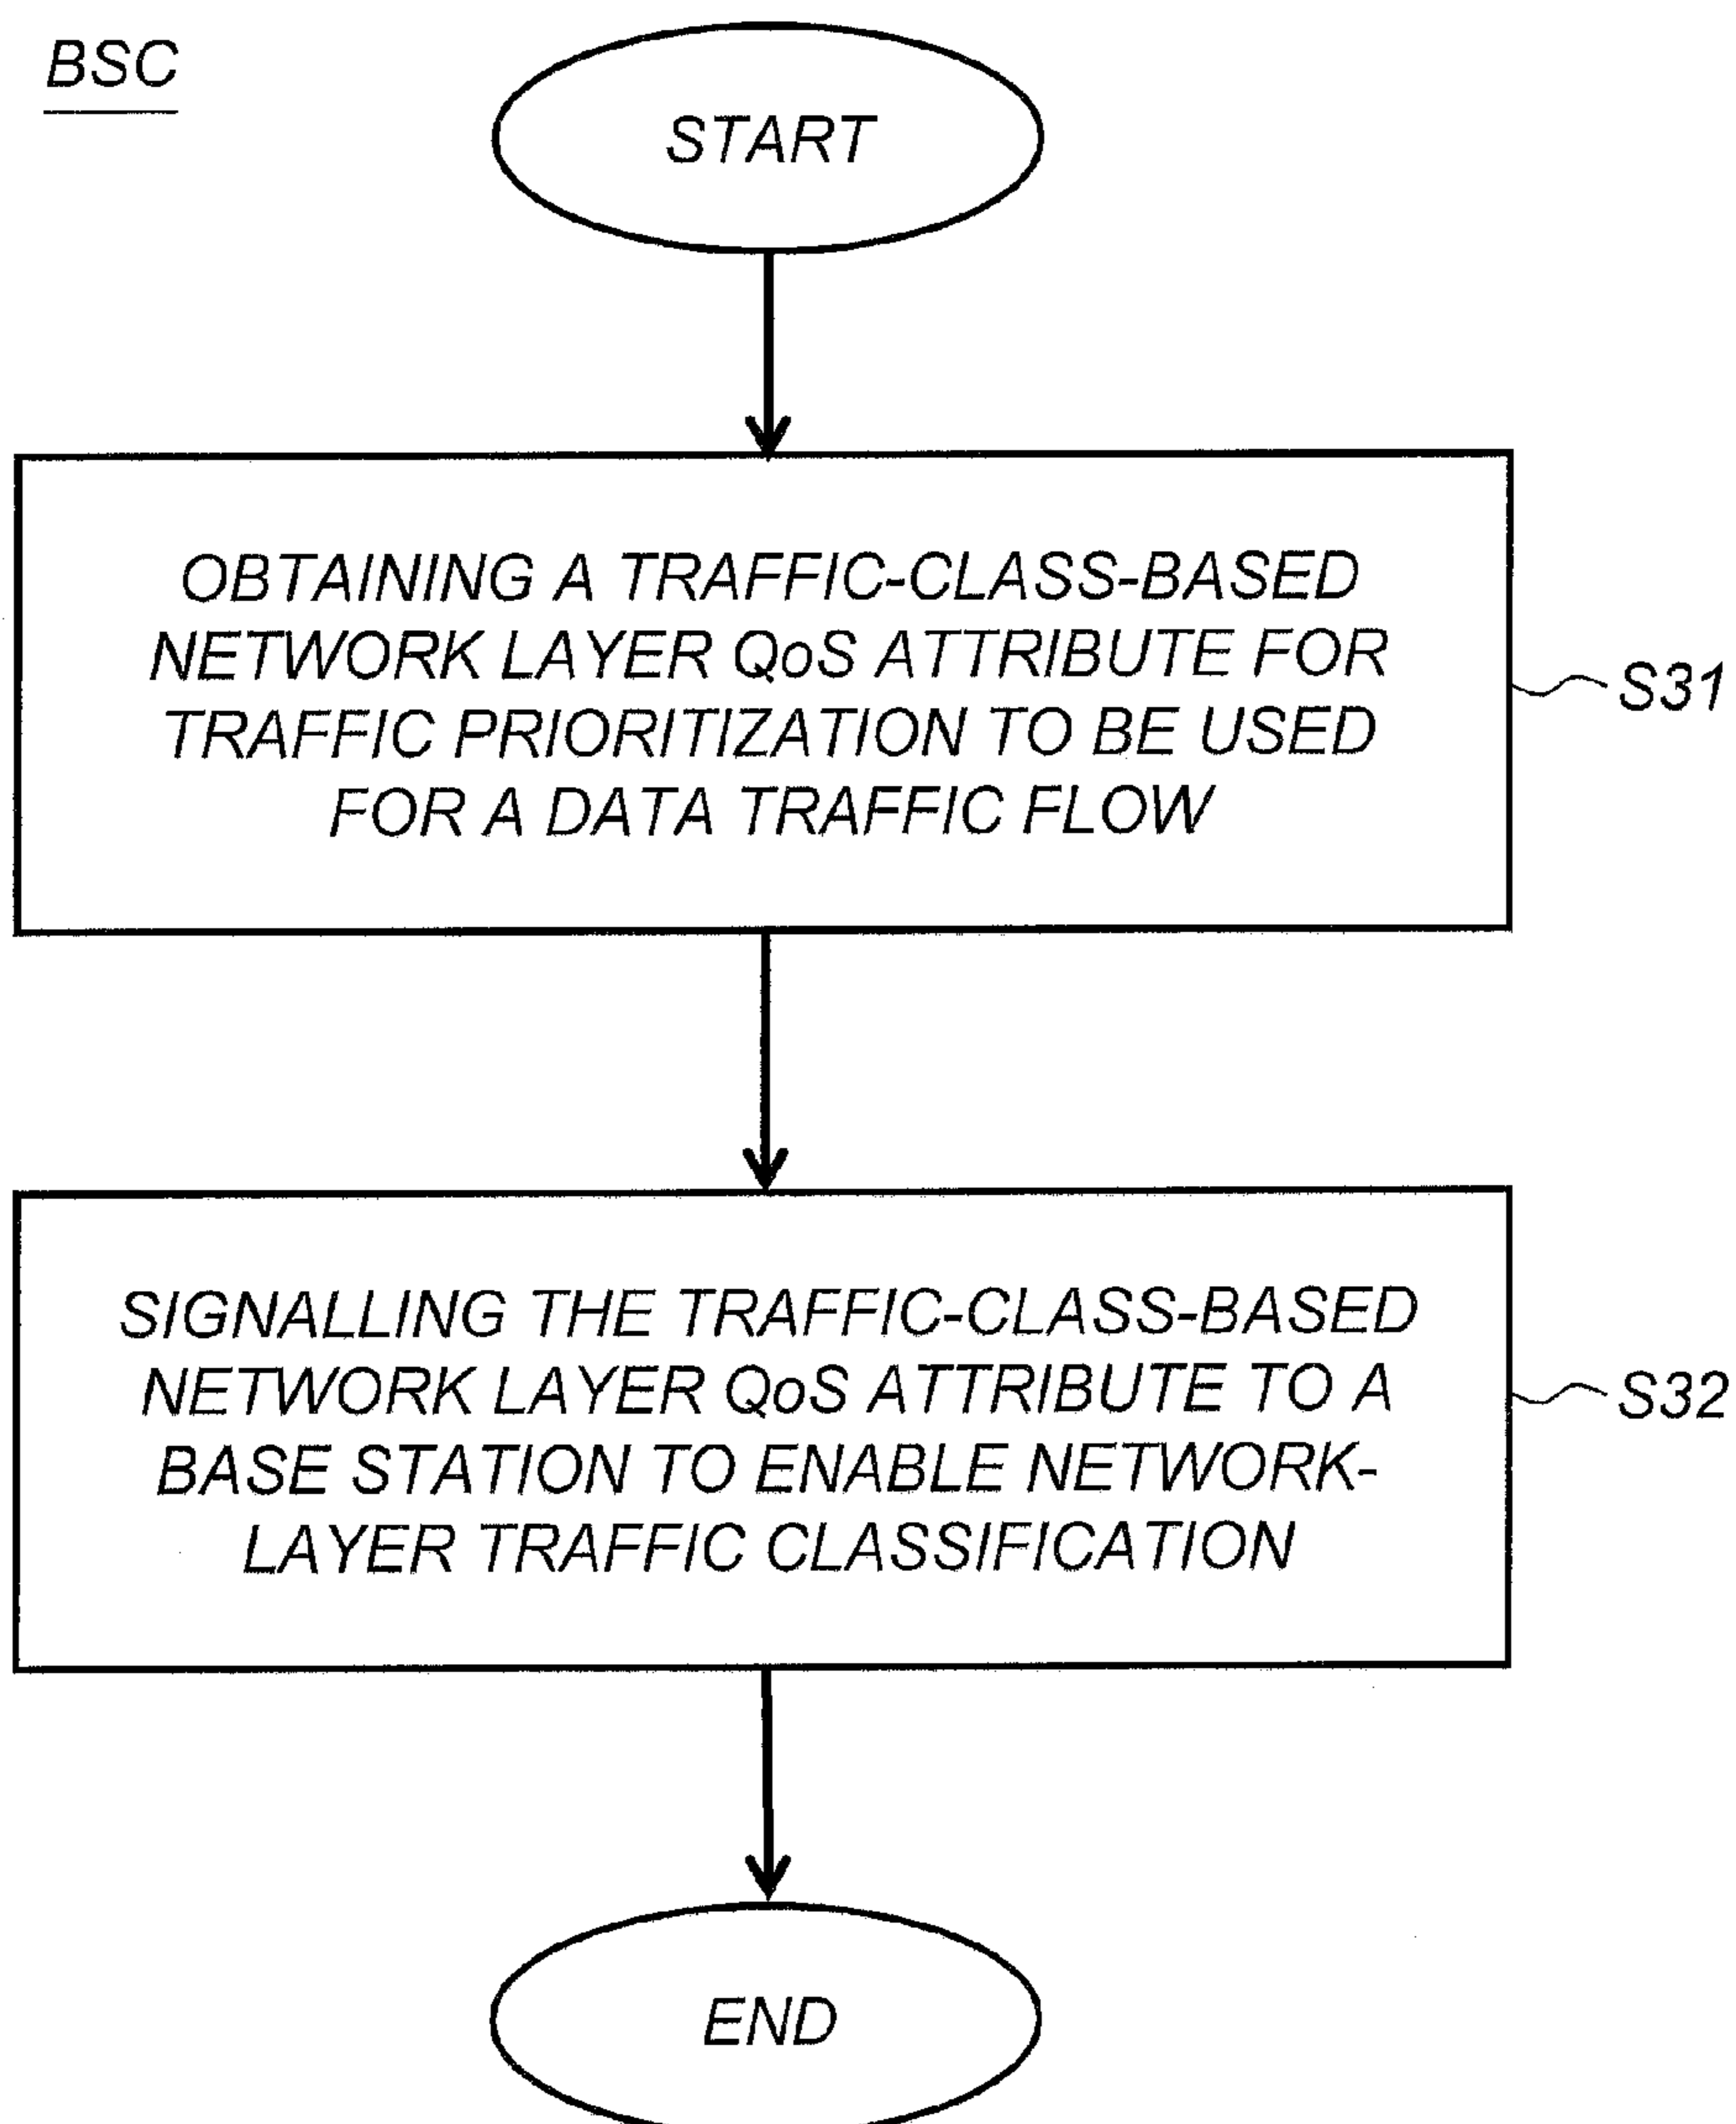 BSC
START
OBTAINING A TRAFFIC-CLASS-BASED
NETWORK LAYER QoS ATTRIBUTE FOR
TRAFFIC PRIORITIZATION TO BE USED
FOR A DATA TRAFFIC FLOW
S31
SIGNALLING THE TRAFFIC-CLASS-BASED
NETWORK LAYER QoS ATTRIBUTE TO A
BASE STATION TO ENABLE NETWORK-
LAYER TRAFFIC CLASSIFICATION
S32
END